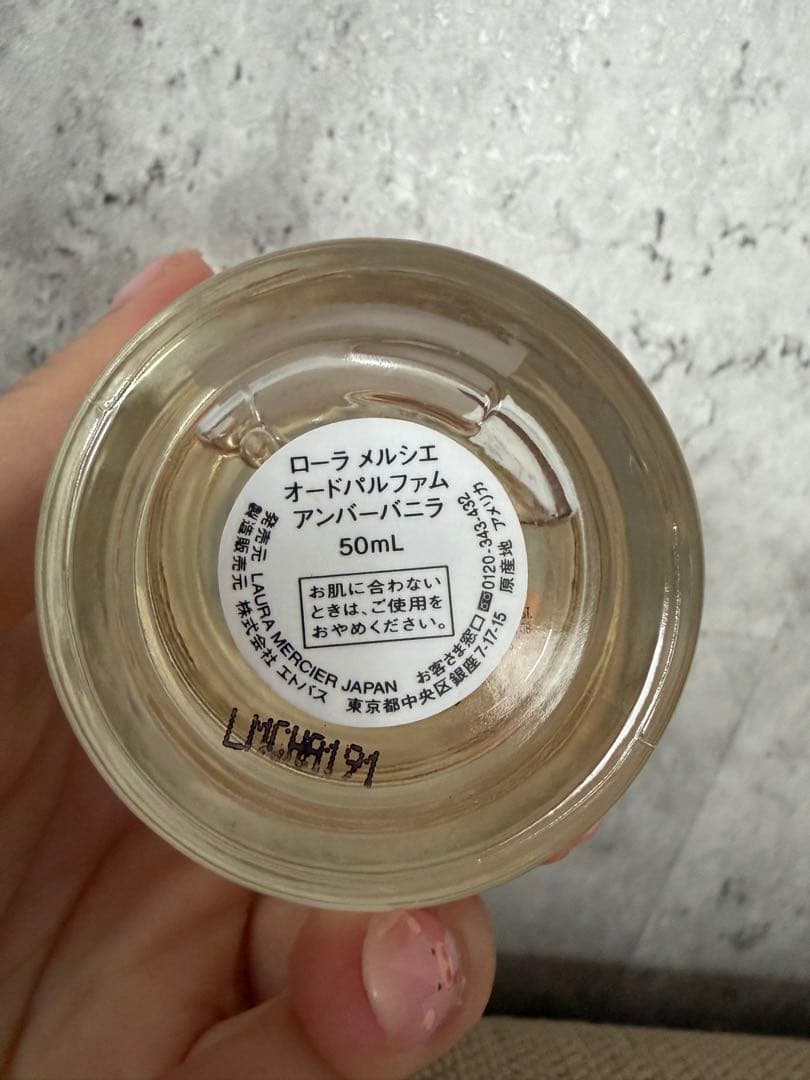 ローラ メルシエ
オードパルファム
アンバーバニラ
50mL
お肌に合わない
ときは、ご使用を
おやめください。
発売元 LAURA MERCIER JAPAN お客さま窓口 0120-343-432
製造販売元 株式会社 エトバス 東京都中央区銀座7-17-15 原産地 アメリカ